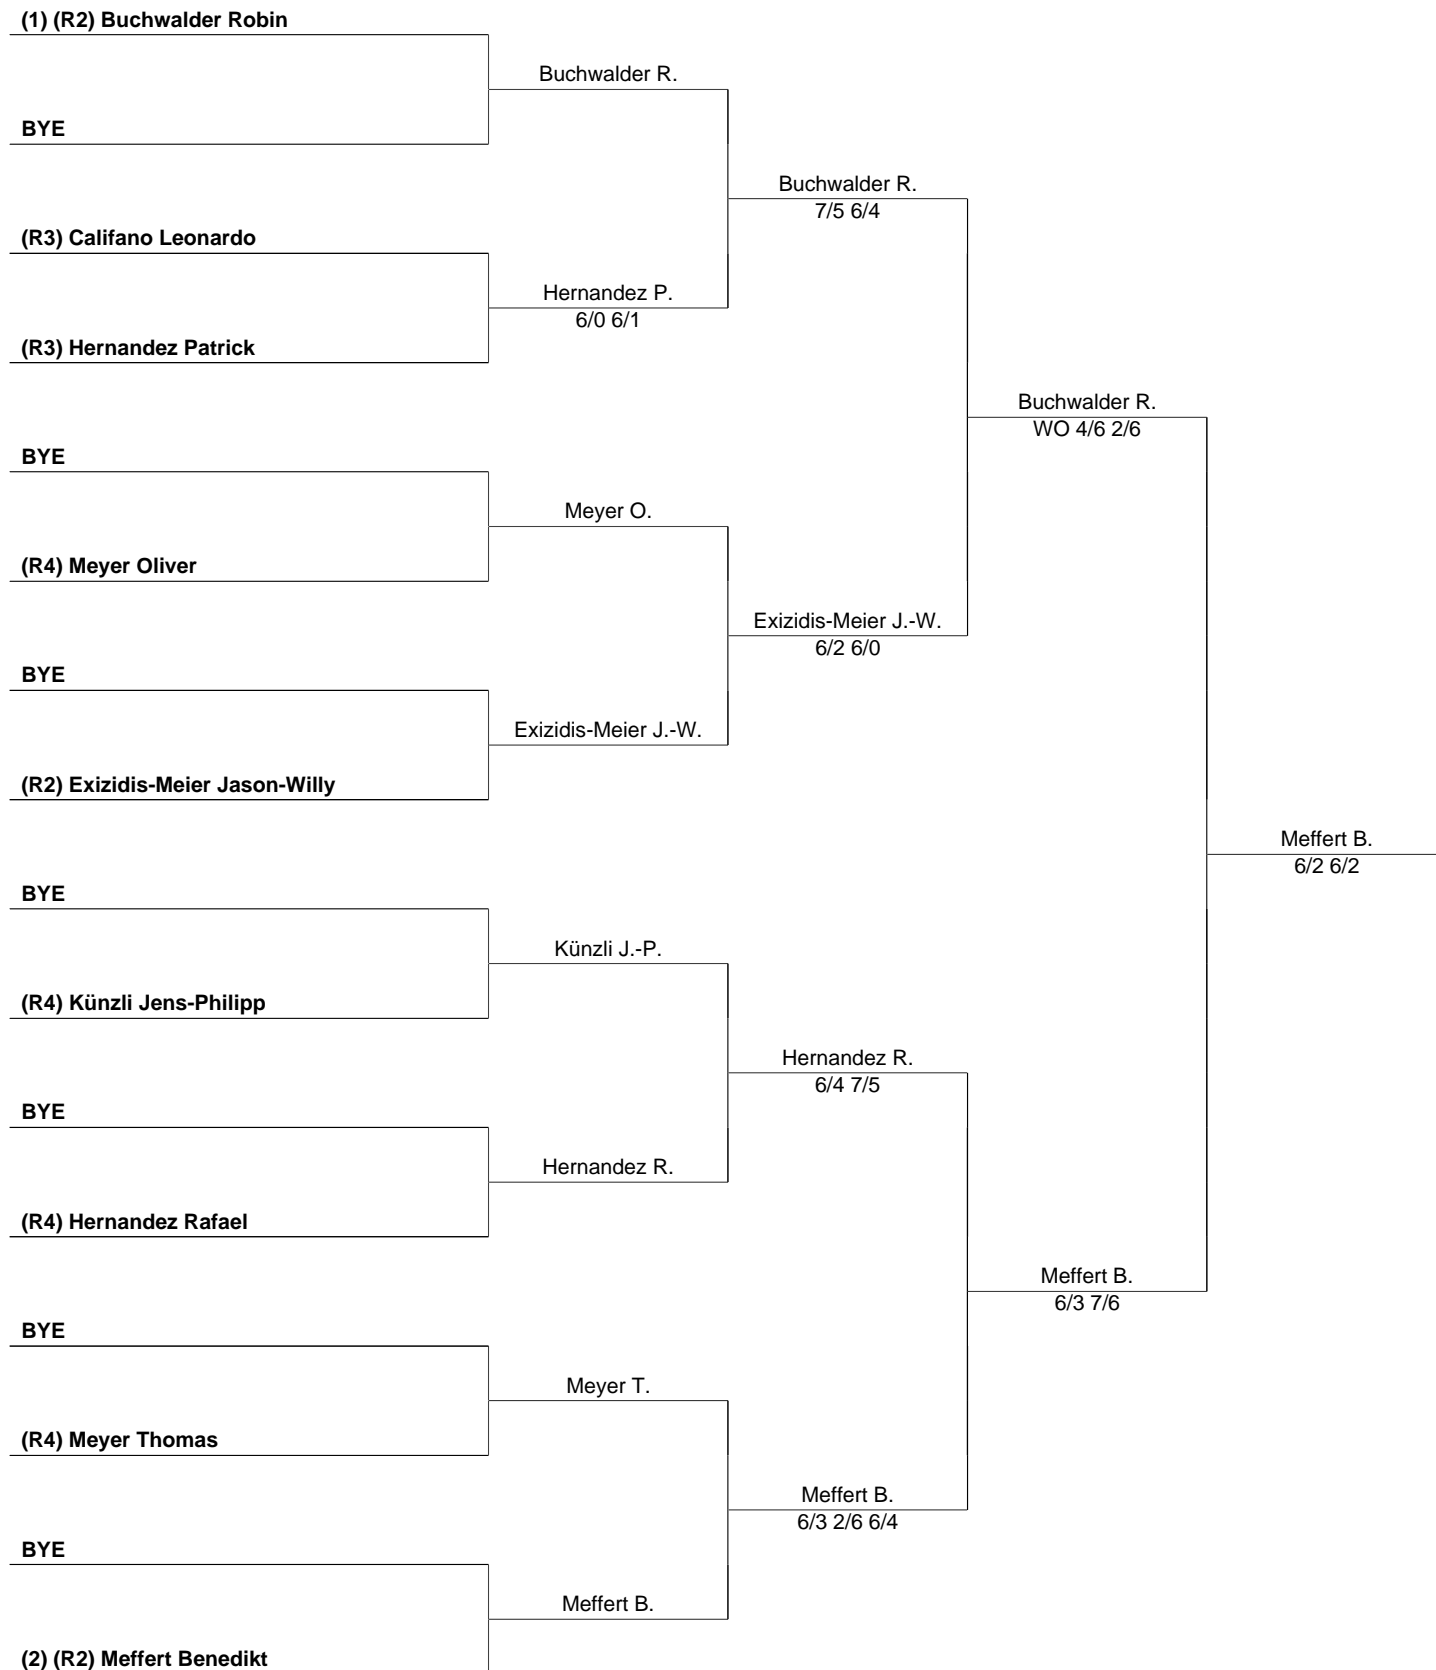 (1) (R2) Buchwalder Robin
Buchwalder R.
BYE
Buchwalder R.
7/5 6/4
(R3) Califano Leonardo
Hernandez P.
6/0 6/1
(R3) Hernandez Patrick
Buchwalder R.
WO 4/6 2/6
BYE
Meyer O.
(R4) Meyer Oliver
Exizidis-Meier J.-W.
6/2 6/0
BYE
Exizidis-Meier J.-W.
(R2) Exizidis-Meier Jason-Willy
Meffert B.
6/2 6/2
BYE
Künzli J.-P.
(R4) Künzli Jens-Philipp
Hernandez R.
6/4 7/5
BYE
Hernandez R.
(R4) Hernandez Rafael
Meffert B.
6/3 7/6
BYE
Meyer T.
(R4) Meyer Thomas
Meffert B.
6/3 2/6 6/4
BYE
Meffert B.
(2) (R2) Meffert Benedikt